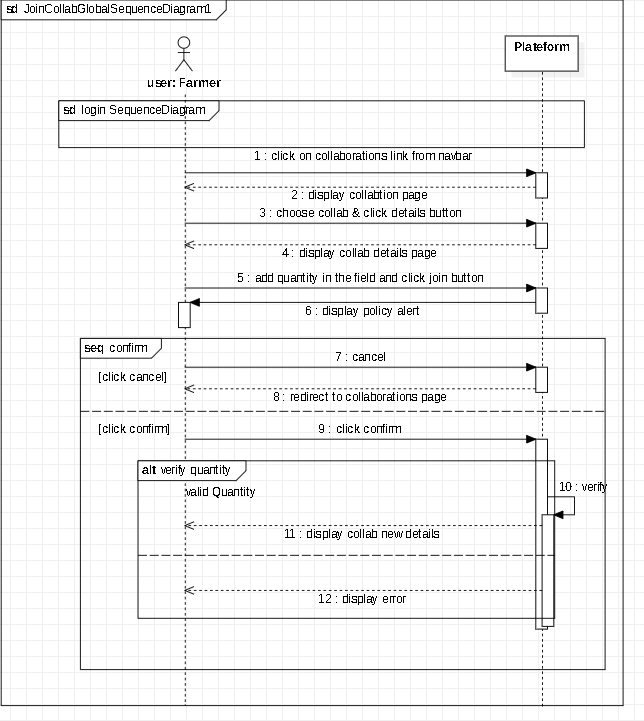 sd JoinCollabGlobalSequenceDiagram1
Plateform
user: Farmer
sd login SequenceDiagram
1 : click on collaborations link from navbar
2 : display collabtion page
3 : choose collab & click details button
4 : display collab details page
5 : add quantity in the field and click join button
6 : display policy alert
seq confirm
7 : cancel
[click cancel]
8 : redirect to collaborations page
[click confirm]
9 : click confirm
alt verify quantity
10 : verify
valid Quantity
11 : display collab new details
12 : display error